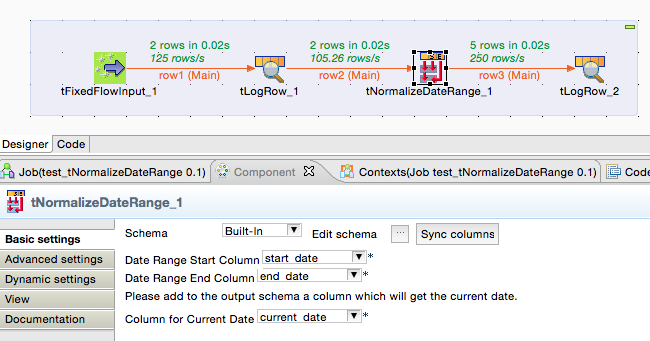 2 rows in 0.02s 2 rows in 0.02s 5 rows in 0.02s
125 rows/s 105.26 rows/s 250 rows/s
row1 (Main) row2 (Main) row3 (Main)
tFixedFlowInput_1 tLogRow_1 tNormalizeDateRange_1 tLogRow_2
Designer Code
Job(test_tNormalizeDateRange 0.1) Component Contexts(Job test_tNormalizeDateRange 0.1) Code
tNormalizeDateRange_1
Basic settings
Advanced settings
Dynamic settings
View
Documentation
Schema Built-In Edit schema ... Sync columns
Date Range Start Column start_date *
Date Range End Column end_date *
Please add to the output schema a column which will get the current date.
Column for Current Date current_date *